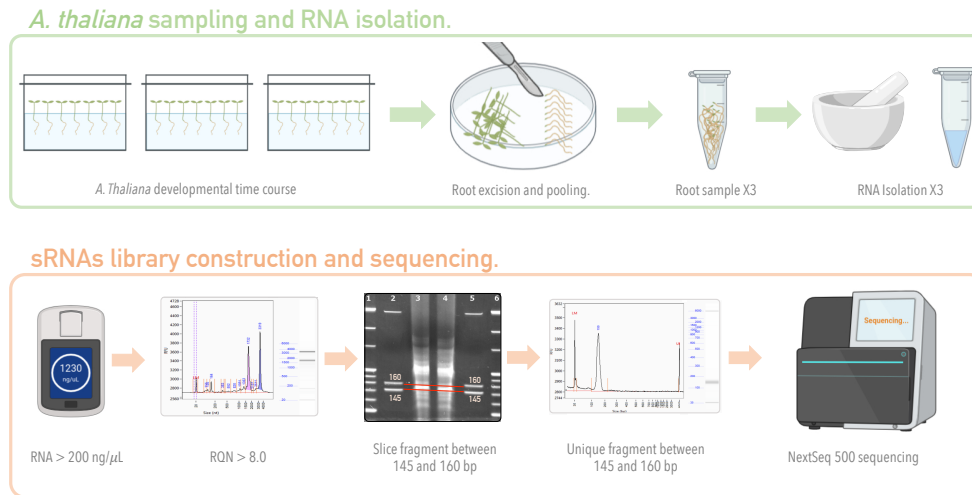 A. thaliana sampling and RNA isolation.
A. Thaliana developmental time course
Root excision and pooling.
Root sample X3
RNA Isolation X3
sRNAs library construction and sequencing.
1230
ng/uL
1 2 3 4 5 6
160 160
145 145
Sequencing...
RNA > 200 ng/μL
RQN > 8.0
Slice fragment between
145 and 160 bp
Unique fragment between
145 and 160 bp
NextSeq 500 sequencing